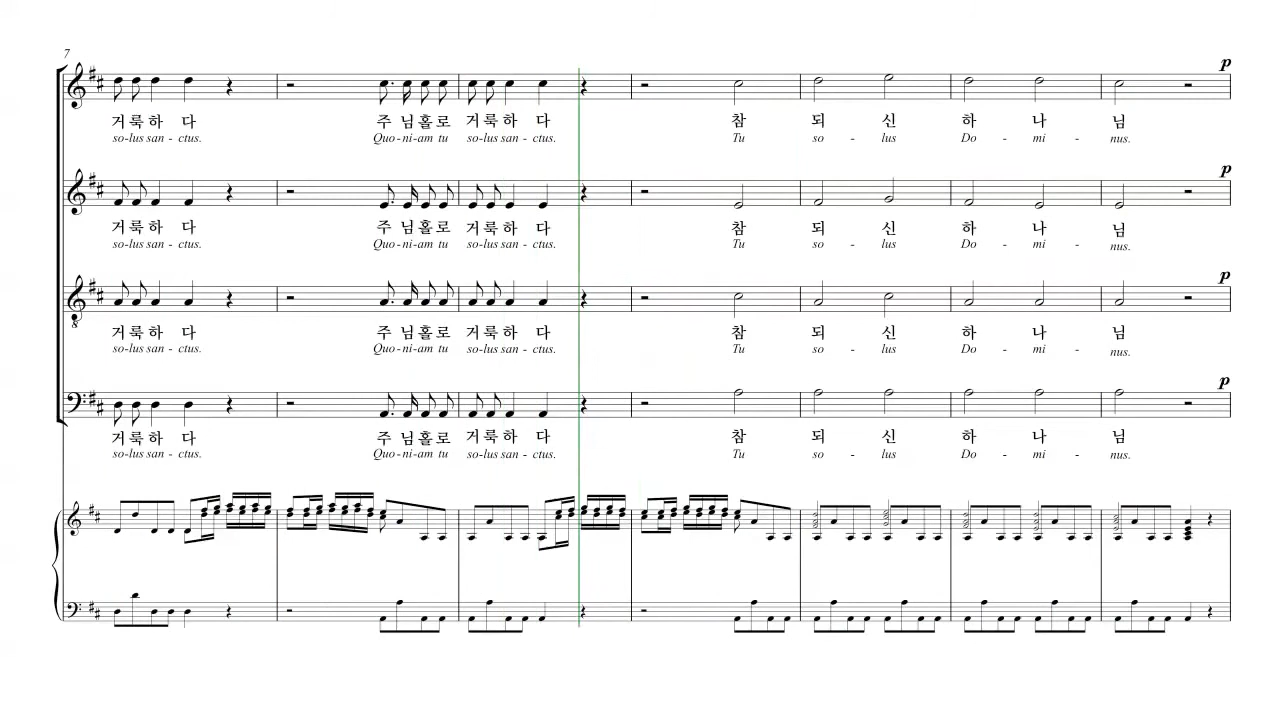 7
p
거룩하 다 주 님홀로 거룩하 다 참 되 신 하 나 님
so-lus san - ctus. Quo-ni-am tu so-lus san - ctus. Tu so - lus Do - mi - nus.
p
거룩하 다 주 님홀로 거룩하 다 참 되 신 하 나 님
so-lus san - ctus. Quo-ni-am tu so-lus san - ctus. Tu so - lus Do - mi - nus.
p
거룩하 다 주 님홀로 거룩하 다 참 되 신 하 나 님
so-lus san - ctus. Quo-ni-am tu so-lus san - ctus. Tu so - lus Do - mi - nus.
p
거룩하 다 주 님홀로 거룩하 다 참 되 신 하 나 님
so-lus san - ctus. Quo-ni-am tu so-lus san - ctus. Tu so - lus Do - mi - nus.